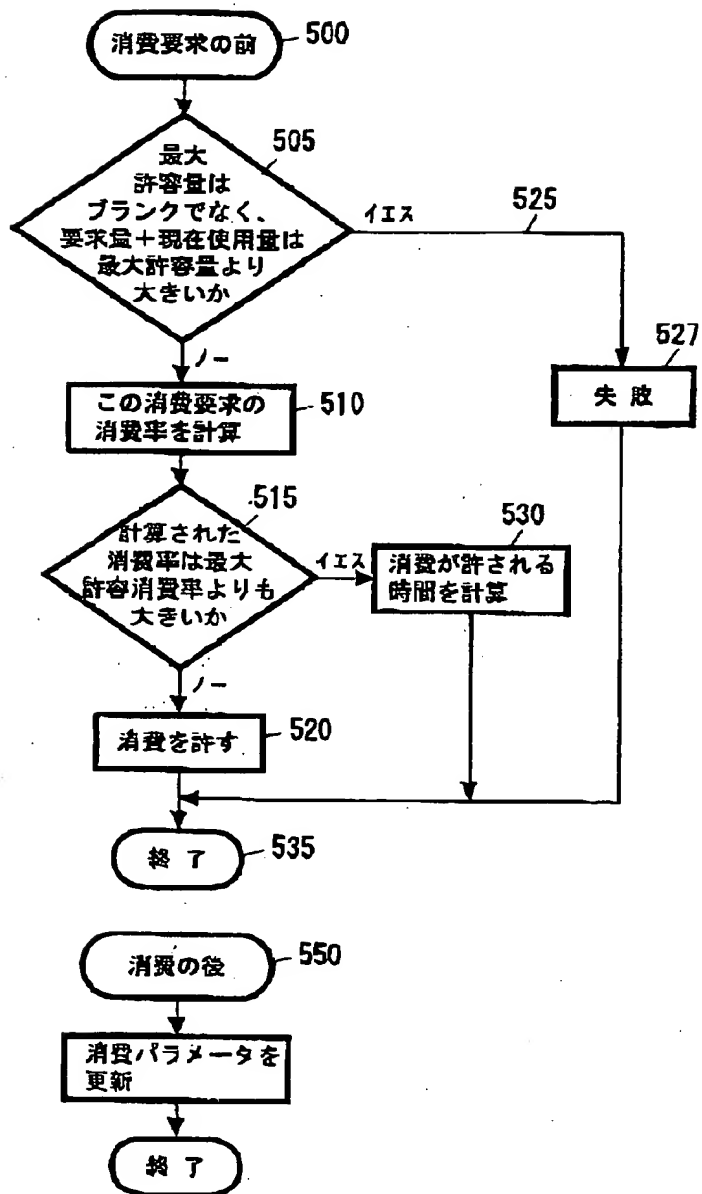 消費要求の前
500
505
最大
許容量は
ブランクでなく、
要求量+現在使用量は
最大許容量より
大きいか
イエス
525
527
失敗
ノー
この消費要求の
消費率を計算
510
515
計算された
消費率は最大
許容消費率よりも
大きいか
イエス
530
消費が許される
時間を計算
ノー
消費を許す
520
終了
535
消費の後
550
消費パラメータを
更新
終了